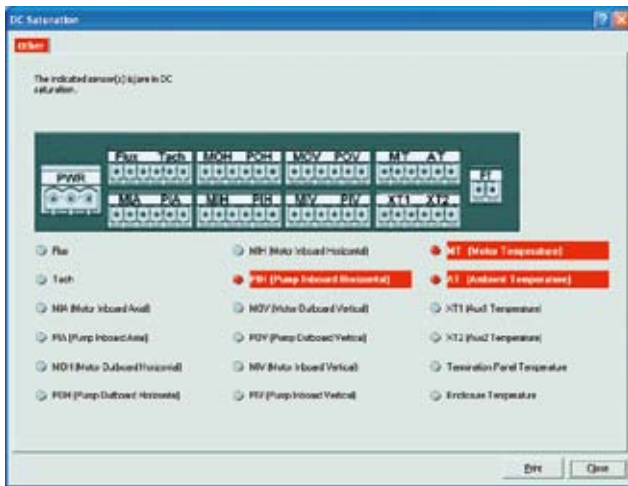 DC Saturation
Other
The indicated sensor(s) is/are in DC
saturation.
PWR
Flux Tach MOH POH MOV POV MT AT
PT
MIA PIA MIH PIH MIV PIV XT1 XT2
Flux
MIH (Motor Inboard Horizontal)
MT (Motor Temperature)
Tach
PIH (Pump Inboard Horizontal)
AT (Ambient Temperature)
MIA (Motor Inboard Axial)
MOV (Motor Outboard Vertical)
XT1 (Aux1 Temperature)
PIA (Pump Inboard Axial)
POV (Pump Outboard Vertical)
XT2 (Aux2 Temperature)
MOH (Motor Outboard Horizontal)
MIV (Motor Inboard Vertical)
Termination Panel Temperature
POH (Pump Outboard Horizontal)
PIV (Pump Inboard Vertical)
Enclosure Temperature
Print
Close